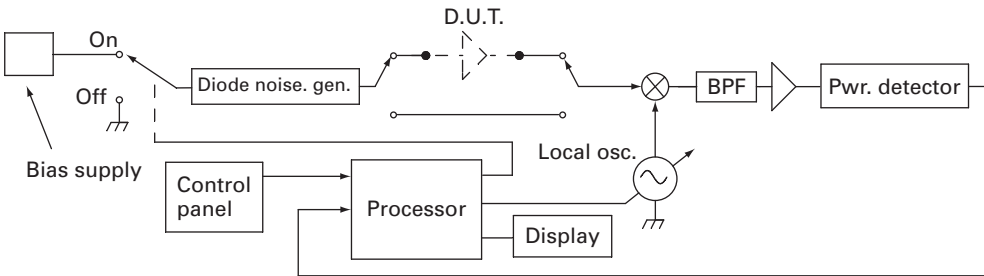 D.U.T.
On
Diode noise. gen.
BPF
Pwr. detector
Off
Bias supply
Local osc.
Control
panel
Processor
Display